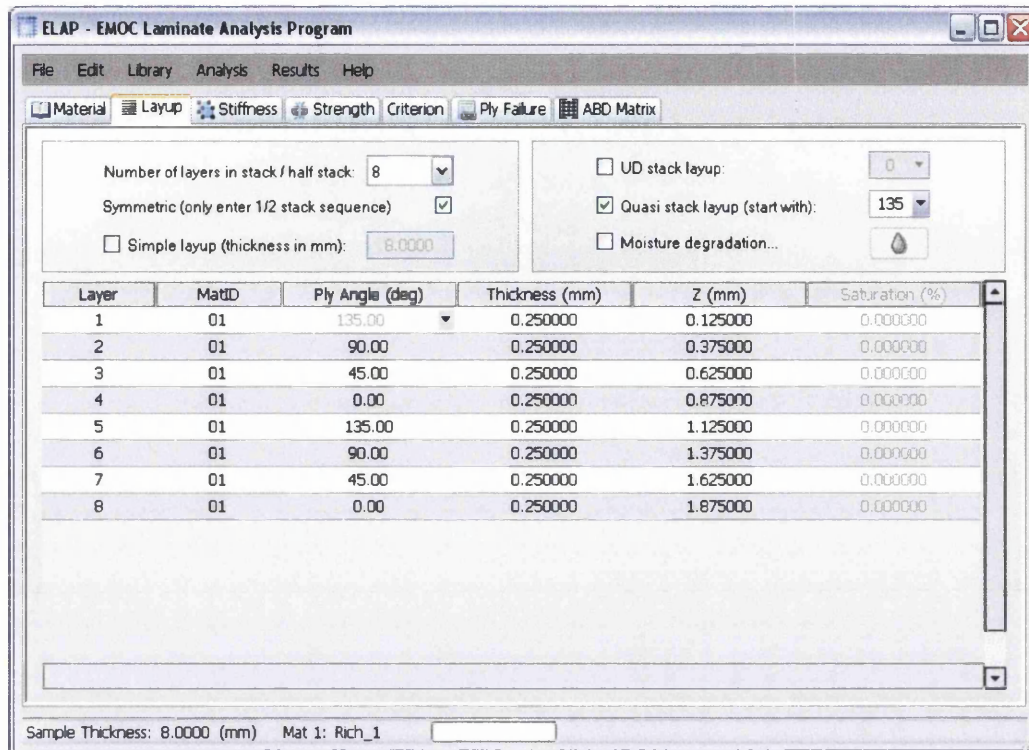 ELAP - EMOC Laminate Analysis Program
File Edit Library Analysis Results Help
Material Layup Stiffness Strength Criterion Ply Failure ABD Matrix
Number of layers in stack / half stack: 8
Symmetric (only enter 1/2 stack sequence)
Simple layup (thickness in mm): 8.0000
UD stack layup: 0
Quasi stack layup (start with): 135
Moisture degradation...
Layer MatID Ply Angle (deg) Thickness (mm) Z (mm) Saturation (%)
1 01 135.00 0.250000 0.125000 0.000000
2 01 90.00 0.250000 0.375000 0.000000
3 01 45.00 0.250000 0.625000 0.000000
4 01 0.00 0.250000 0.875000 0.000000
5 01 135.00 0.250000 1.125000 0.000000
6 01 90.00 0.250000 1.375000 0.000000
7 01 45.00 0.250000 1.625000 0.000000
8 01 0.00 0.250000 1.875000 0.000000
Sample Thickness: 8.0000 (mm) Mat 1: Rich_1